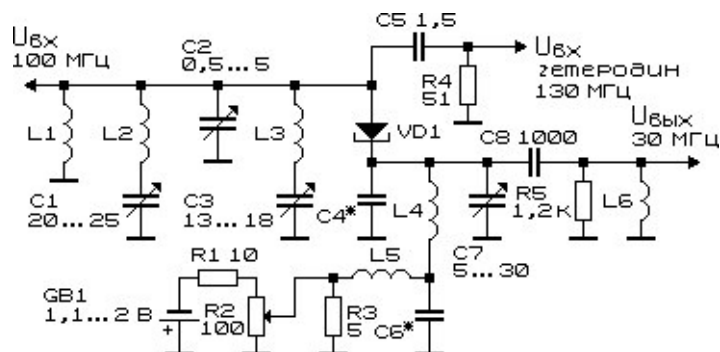 C5 1,5
Uвх
100 МГц
C2
0,5...5
Uвх
гетеродин
130 МГц
R4
51
L1
L2
L3
VD1
Uвых
30 МГц
C8 1000
C1
20...25
C3
13...18
C4*
L4
R5
1,2к
L6
C7
5...30
R1 10
L5
GB1
1,1...2 В
+
R2
100
R3
5
C6*